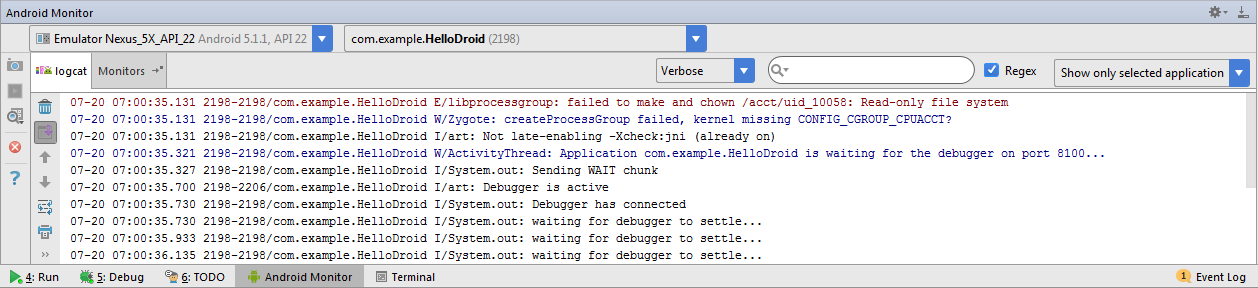 Android Monitor
Emulator Nexus_5X_API_22 Android 5.1.1, API 22 com.example.HelloDroid (2198)
logcat Monitors Verbose Regex Show only selected application
07-20 07:00:35.131 2198-2198/com.example.HelloDroid E/libprocessgroup: failed to make and chown /acct/uid_10058: Read-only file system
07-20 07:00:35.131 2198-2198/com.example.HelloDroid W/Zygote: createProcessGroup failed, kernel missing CONFIG_CGROUP_CPUACCT?
07-20 07:00:35.131 2198-2198/com.example.HelloDroid I/art: Not late-enabling -Xcheck:jni (already on)
07-20 07:00:35.321 2198-2198/com.example.HelloDroid W/ActivityThread: Application com.example.HelloDroid is waiting for the debugger on port 8100...
07-20 07:00:35.327 2198-2198/com.example.HelloDroid I/System.out: Sending WAIT chunk
07-20 07:00:35.700 2198-2206/com.example.HelloDroid I/art: Debugger is active
07-20 07:00:35.730 2198-2198/com.example.HelloDroid I/System.out: Debugger has connected
07-20 07:00:35.730 2198-2198/com.example.HelloDroid I/System.out: waiting for debugger to settle...
07-20 07:00:35.933 2198-2198/com.example.HelloDroid I/System.out: waiting for debugger to settle...
07-20 07:00:36.135 2198-2198/com.example.HelloDroid I/System.out: waiting for debugger to settle...
4: Run 5: Debug 6: TODO Android Monitor Terminal 1 Event Log